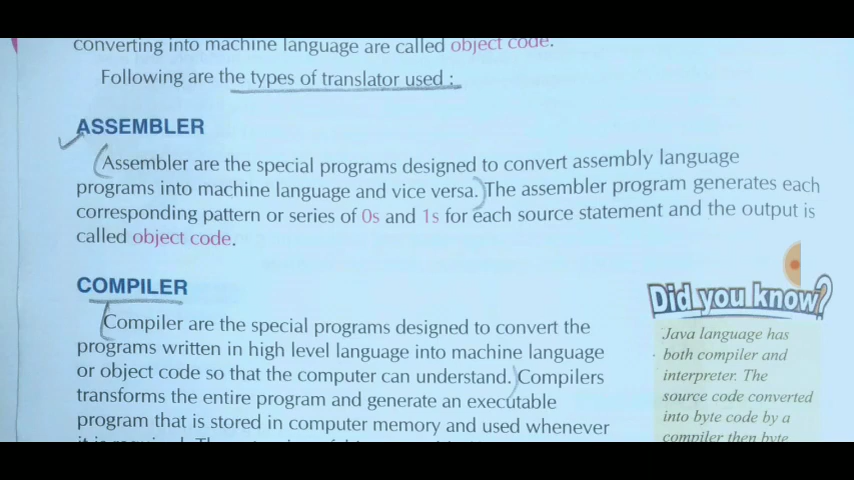 converting into machine language are called object code.
Following are the types of translator used :
ASSEMBLER
Assembler are the special programs designed to convert assembly language
programs into machine language and vice versa. The assembler program generates each
corresponding pattern or series of 0s and 1s for each source statement and the output is
called object code.
COMPILER
Compiler are the special programs designed to convert the
programs written in high level language into machine language
or object code so that the computer can understand. Compilers
transforms the entire program and generate an executable
program that is stored in computer memory and used whenever
it is required. The
Did you know?
Java language has
both compiler and
interpreter. The
source code converted
into byte code by a
compiler then byte